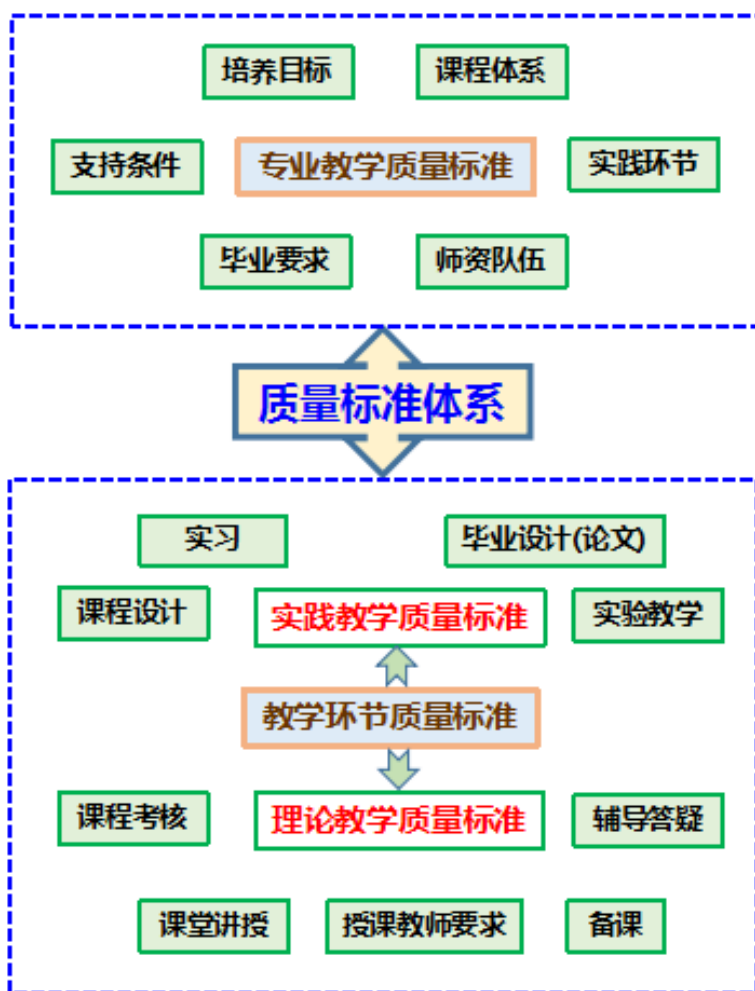 培养目标
课程体系
支持条件
专业教学质量标准
实践环节
毕业要求
师资队伍
质量标准体系
实习
毕业设计(论文)
课程设计
实践教学质量标准
实验教学
教学环节质量标准
课程考核
理论教学质量标准
辅导答疑
课堂讲授
授课教师要求
备课